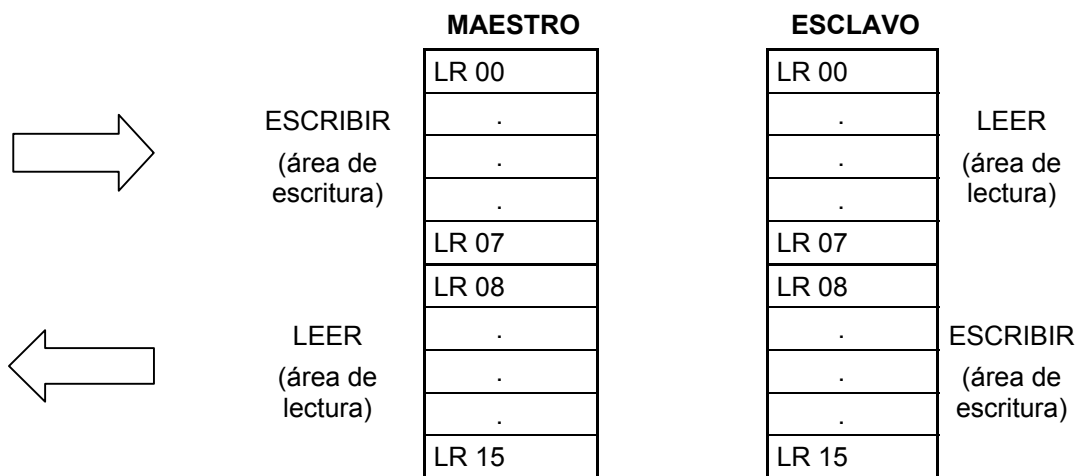 MAESTRO
ESCLAVO
ESCRIBIR
(área de
escritura)
LR 00
.
.
.
LR 07
LR 08
.
.
.
LR 15
LEER
(área de
lectura)
LR 00
.
.
.
LR 07
LR 08
.
.
.
LR 15
LEER
(área de
lectura)
ESCRIBIR
(área de
escritura)